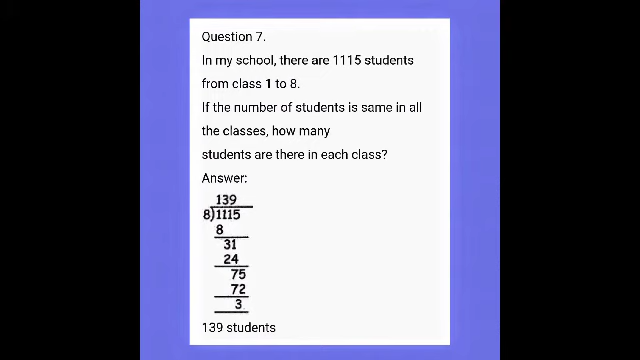 Question 7.
In my school, there are 1115 students
from class 1 to 8.
If the number of students is same in all
the classes, how many
students are there in each class?
Answer:
139
8)1115
8
31
24
75
72
3
139 students